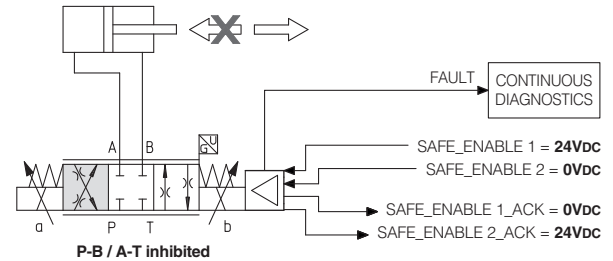 FAULT
CONTINUOUS
DIAGNOSTICS
A B
G U
SAFE_ENABLE 1 = 24VDC
SAFE_ENABLE 2 = 0VDC
SAFE_ENABLE 1_ACK = 0VDC
SAFE_ENABLE 2_ACK = 24VDC
a P T b
P-B / A-T inhibited